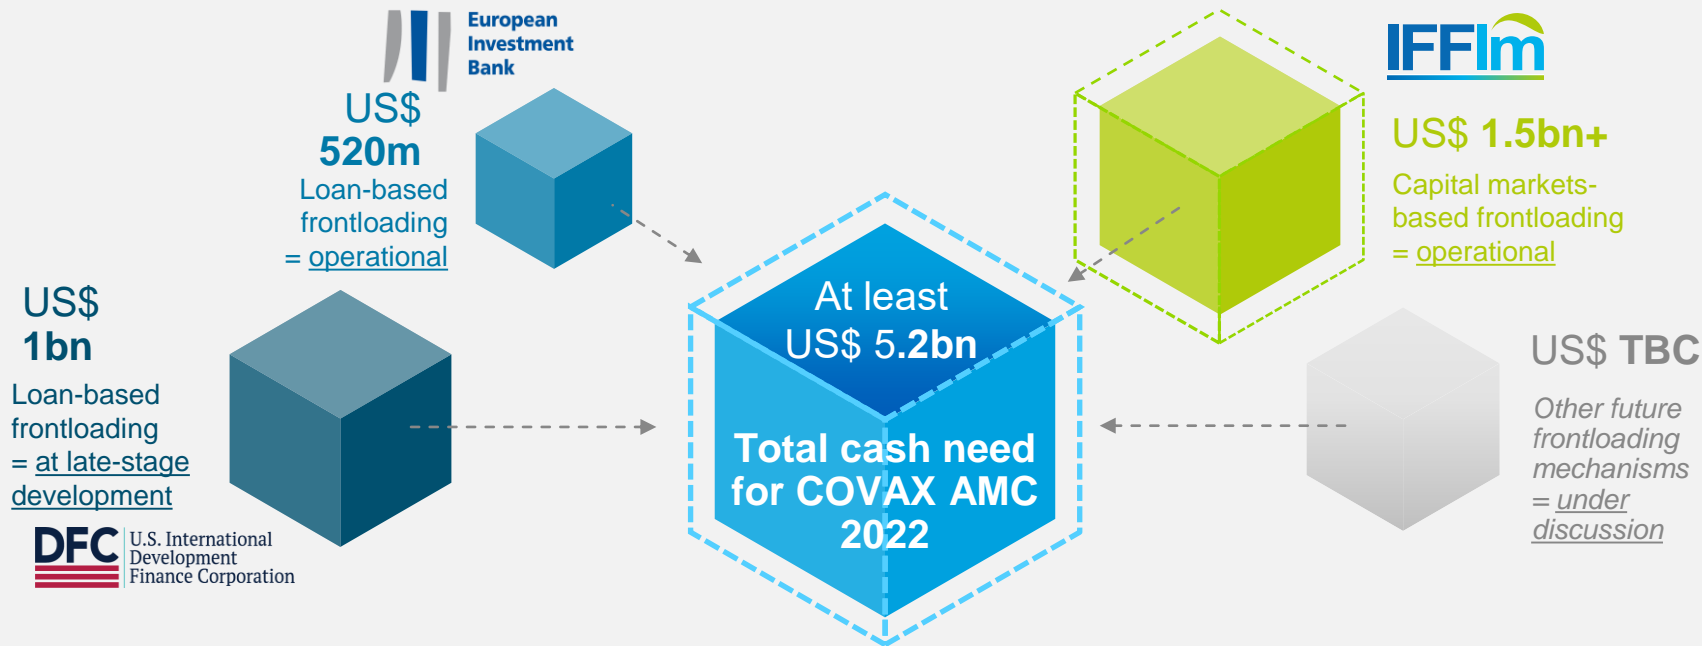 European
Investment
Bank
US$
520m
Loan-based
frontloading
= operational
US$
1bn
Loan-based
frontloading
= at late-stage
development
DFC
U.S. International
Development
Finance Corporation
At least
US$ 5.2bn
Total cash need
for COVAX AMC
2022
IFFIm
US$ 1.5bn+
Capital markets-
based frontloading
= operational
US$ TBC
Other future
frontloading
mechanisms
= under
discussion